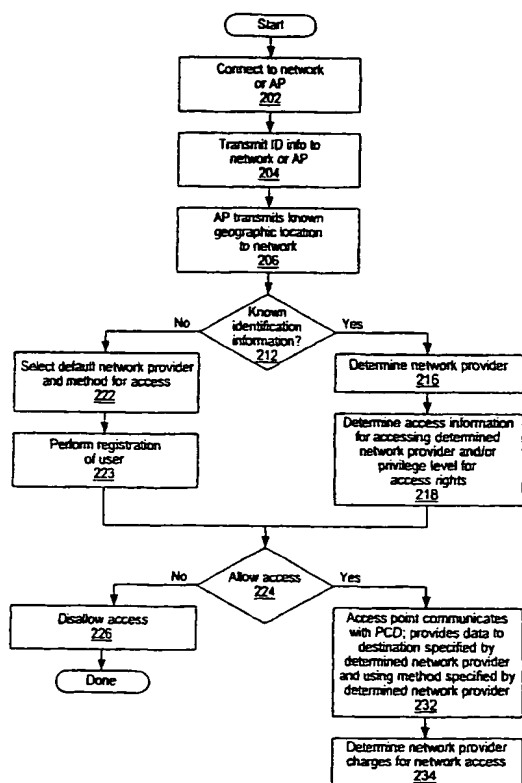 Start
Connect to network
or AP
202
Transmit ID info to
network or AP
204
AP transmits known
geographic location
to network
206
Known
identification
information?
212
No
Yes
Select default network provider
and method for access
222
Perform registration
of user
223
Determine network provider
216
Determine access information
for accessing determined
network provider and/or
privilege level for
access rights
218
Allow access
224
No
Yes
Disallow access
226
Done
Access point communicates
with PCD; provides data to
destination specified by
determined network provider
and using method specified by
determined network provider
232
Determine network provider
charges for network access
234